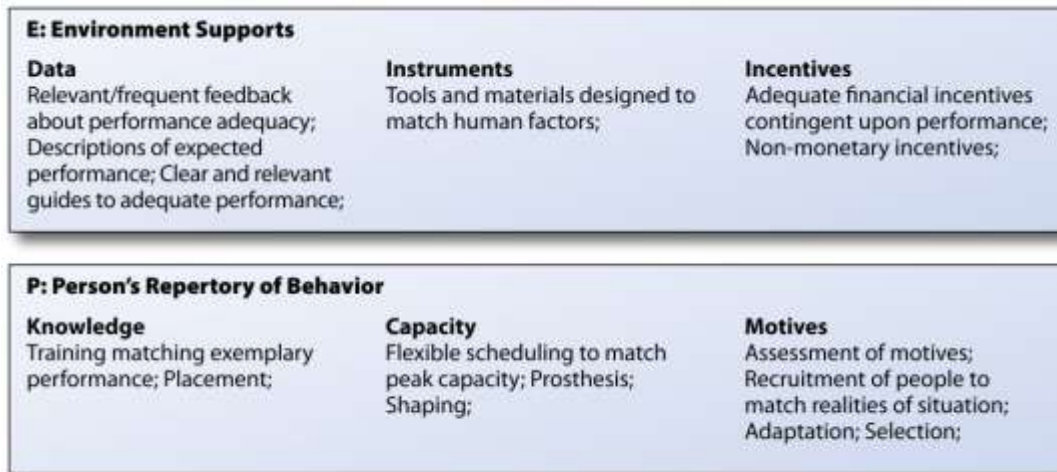 E: Environment Supports
Data
Relevant/frequent feedback
about performance adequacy;
Descriptions of expected
performance; Clear and relevant
guides to adequate performance;
Instruments
Tools and materials designed to
match human factors;
Incentives
Adequate financial incentives
contingent upon performance;
Non-monetary incentives;
P: Person's Repertory of Behavior
Knowledge
Training matching exemplary
performance; Placement;
Capacity
Flexible scheduling to match
peak capacity; Prosthesis;
Shaping;
Motives
Assessment of motives;
Recruitment of people to
match realities of situation;
Adaptation; Selection;